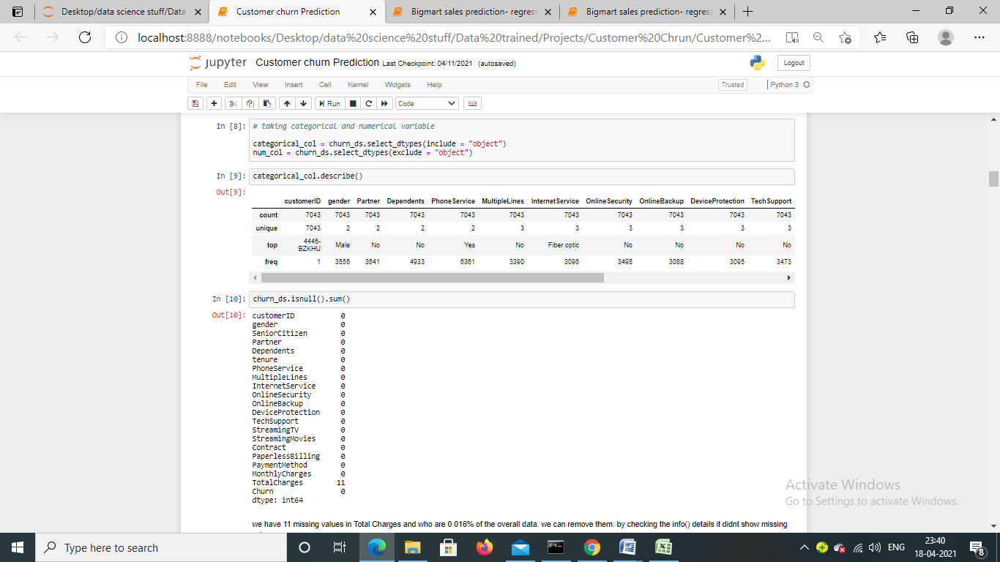 Desktop/data science stuff/Data
Customer churn Prediction
Bigmart sales prediction- regress
Bigmart sales prediction- regress
localhost:8888/notebooks/Desktop/data%20science%20stuff/Data%20trained/Projects/Customer%20Chrun/Customer%2...
jupyter Customer churn Prediction Last Checkpoint: 04/11/2021 (autosaved)
Logout
File Edit View Insert Cell Kernel Widgets Help
Trusted
Python 3
Run
Code
In [8]: # taking categorical and numerical variable
categorical_col = churn_ds.select_dtypes(include = "object")
num_col = churn_ds.select_dtypes(exclude = "object")
In [9]: categorical_col.describe()
Out[9]:
customerID gender Partner Dependents PhoneService MultipleLines InternetService OnlineSecurity OnlineBackup DeviceProtection TechSupport
count 7043 7043 7043 7043 7043 7043 7043 7043 7043 7043 7043
unique 7043 2 2 2 2 3 3 3 3 3 3
top 4446-BZKHU Male No No Yes No Fiber optic No No No No
freq 1 3555 3641 4933 6361 3390 3096 3498 3088 3095 3473
In [10]: churn_ds.isnull().sum()
Out[10]: customerID 0
gender 0
SeniorCitizen 0
Partner 0
Dependents 0
tenure 0
PhoneService 0
MultipleLines 0
InternetService 0
OnlineSecurity 0
OnlineBackup 0
DeviceProtection 0
TechSupport 0
StreamingTV 0
StreamingMovies 0
Contract 0
PaperlessBilling 0
PaymentMethod 0
MonthlyCharges 0
TotalCharges 11
Churn 0
dtype: int64
we have 11 missing values in Total Charges and who are 0.016% of the overall data. we can remove them. by checking the info() details it didnt show missing
Activate Windows
Go to Settings to activate Windows.
Type here to search
ENG
23:40
18-04-2021
8